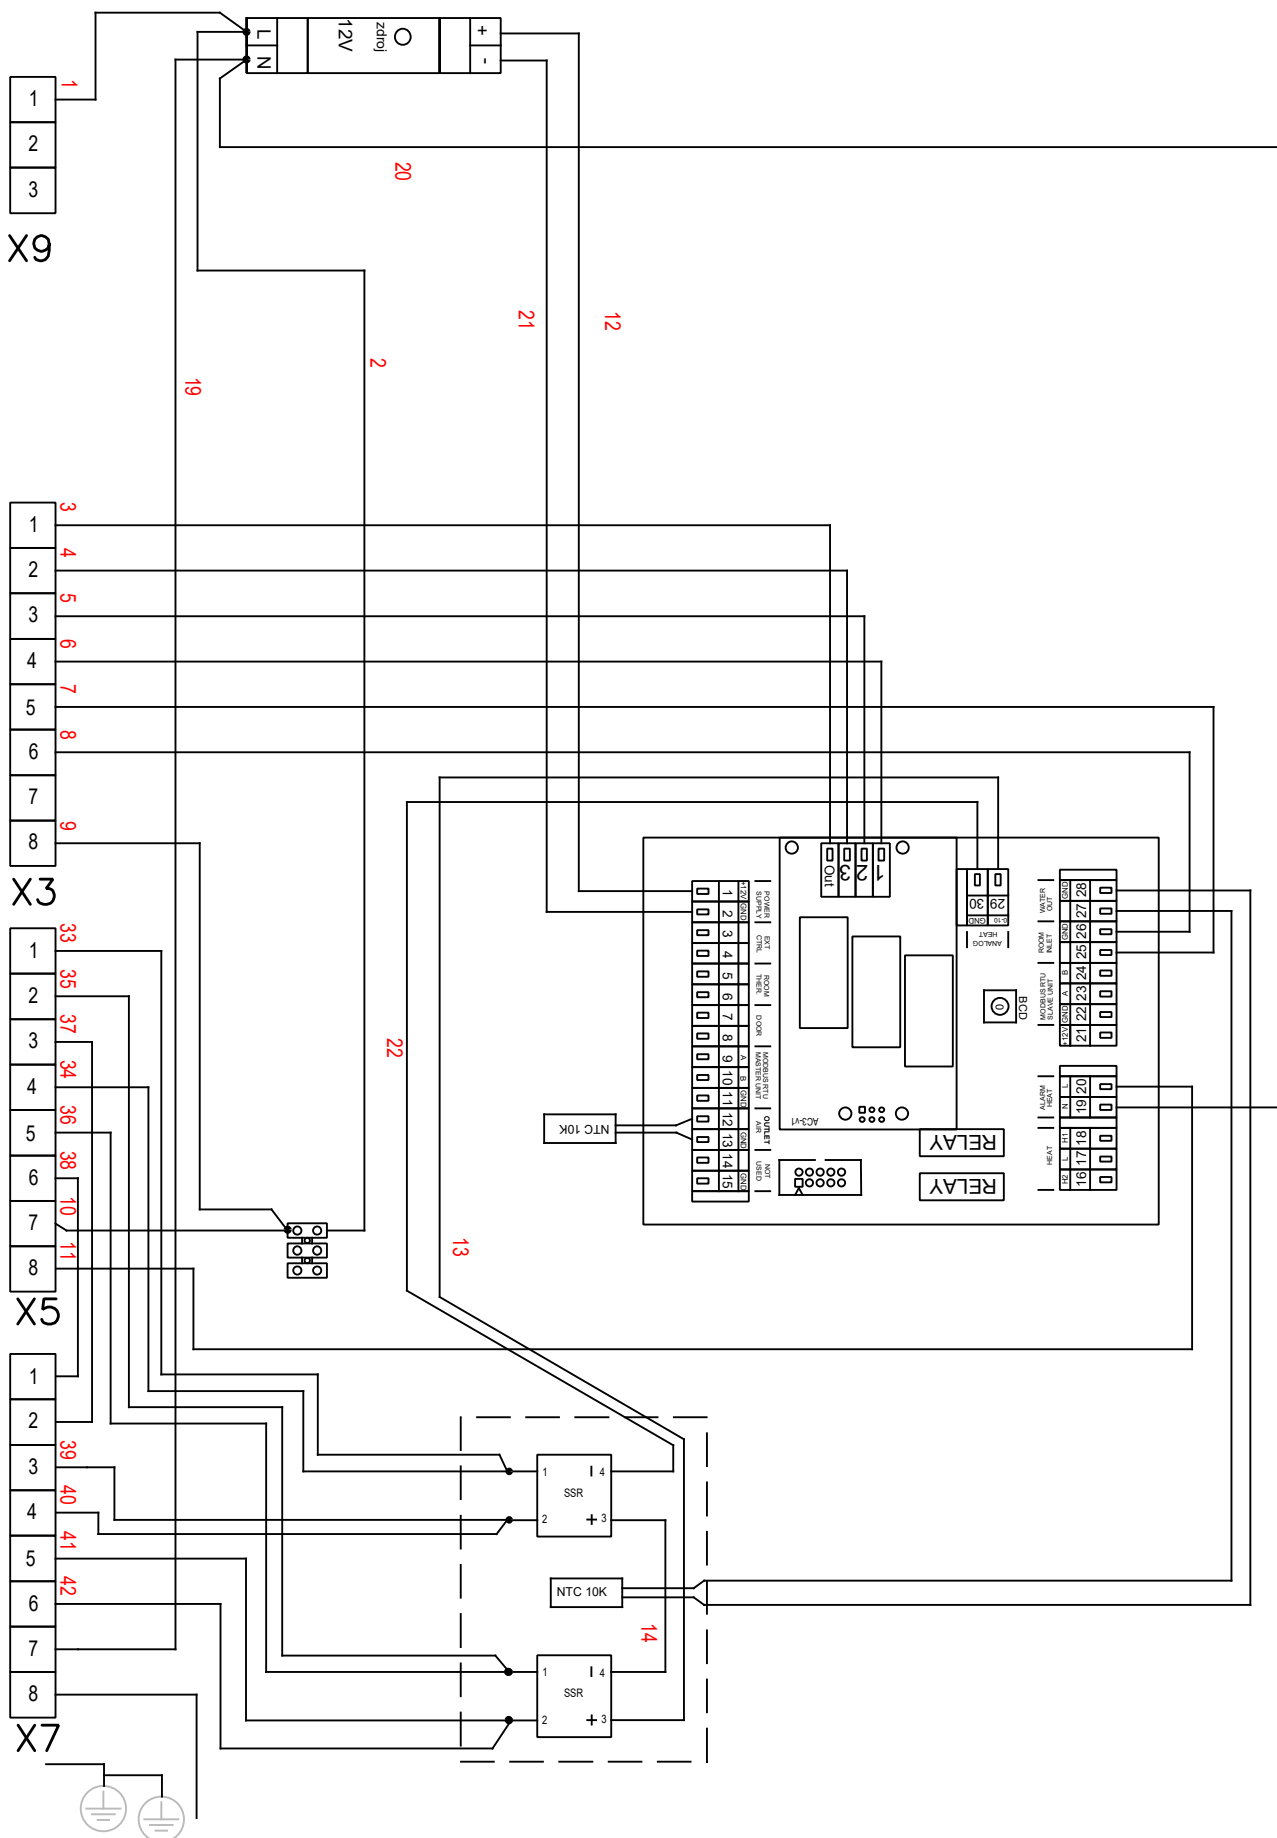 L
N
12V
zdroj
+
-
1
1
2
3
X9
20
21
12
2
19
3
1
4
2
5
3
6
4
7
5
8
6
7
9
8
X3
33
1
35
2
37
3
34
4
36
5
38
6
10
7
11
8
X5
1
2
39
3
40
4
41
5
42
6
7
8
X7
22
13
14
Out
3
2
1
30
29
GND
0-10
ANALOG
HEAT
1 +12V
2 GND
3
4
5
6
7
8
9 A
10 B
11 GND
12
13 GND
14
15 GND
POWER
SUPPLY
EXT
CTRL
ROOM
THER.
DOOR
MODBUS RTU
MASTER UNIT
OUTLET
AIR
NOT
USED
NTC 10K
AC3-v1
RELAY
RELAY
BCD
0
WATER
OUT
ROOM
INLET
MODBUS RTU
SLAVE UNIT
GND 28
27
GND 26
25
B 24
A 23
GND 22
+12V 21
ALARM
HEAT
HEAT
L 20
N 19
H1 18
L 17
H2 16
1
4
SSR
2
+ 3
NTC 10K
1
4
SSR
2
+ 3